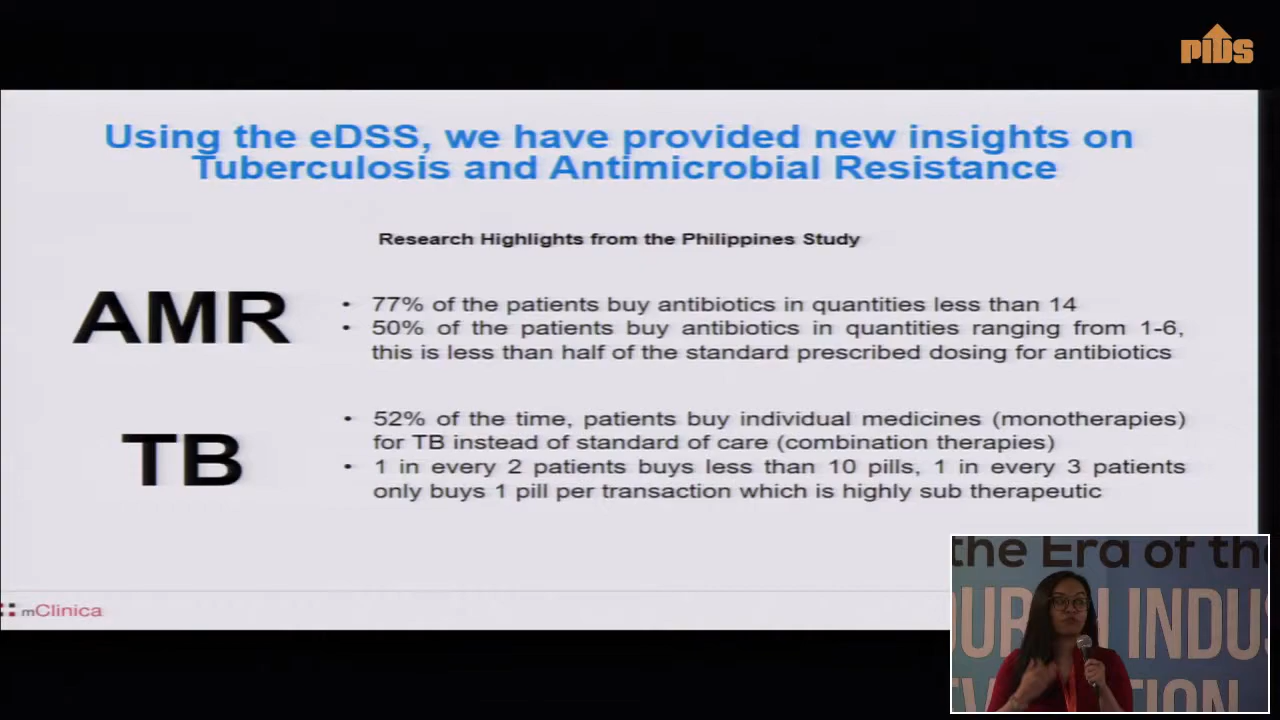 PIDS
Using the eDSS, we have provided new insights on
Tuberculosis and Antimicrobial Resistance
Research Highlights from the Philippines Study
AMR
• 77% of the patients buy antibiotics in quantities less than 14
• 50% of the patients buy antibiotics in quantities ranging from 1-6,
this is less than half of the standard prescribed dosing for antibiotics
TB
• 52% of the time, patients buy individual medicines (monotherapies)
for TB instead of standard of care (combination therapies)
• 1 in every 2 patients buys less than 10 pills, 1 in every 3 patients
only buys 1 pill per transaction which is highly sub therapeutic
mClinica
the Era of the
INDUS